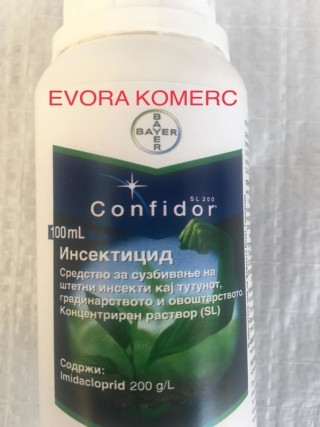 EVORA KOMERC
BAYER
BAYER
SL 200
Confidor
100 mL
Инсектицид
Средство за сузбивање на
штетни инсекти кај тутунот,
градинарството и овоштарството.
Концентриран раствор (SL)
Содржи:
Imidacloprid 200 g/L